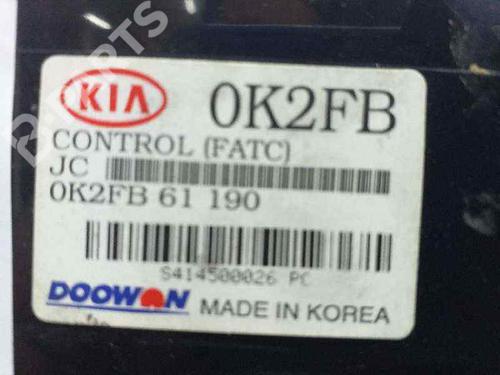 KIA 0K2FB
CONTROL (FATC)
JC
0K2FB 61 190
S414500026 PC
DOOWON MADE IN KOREA